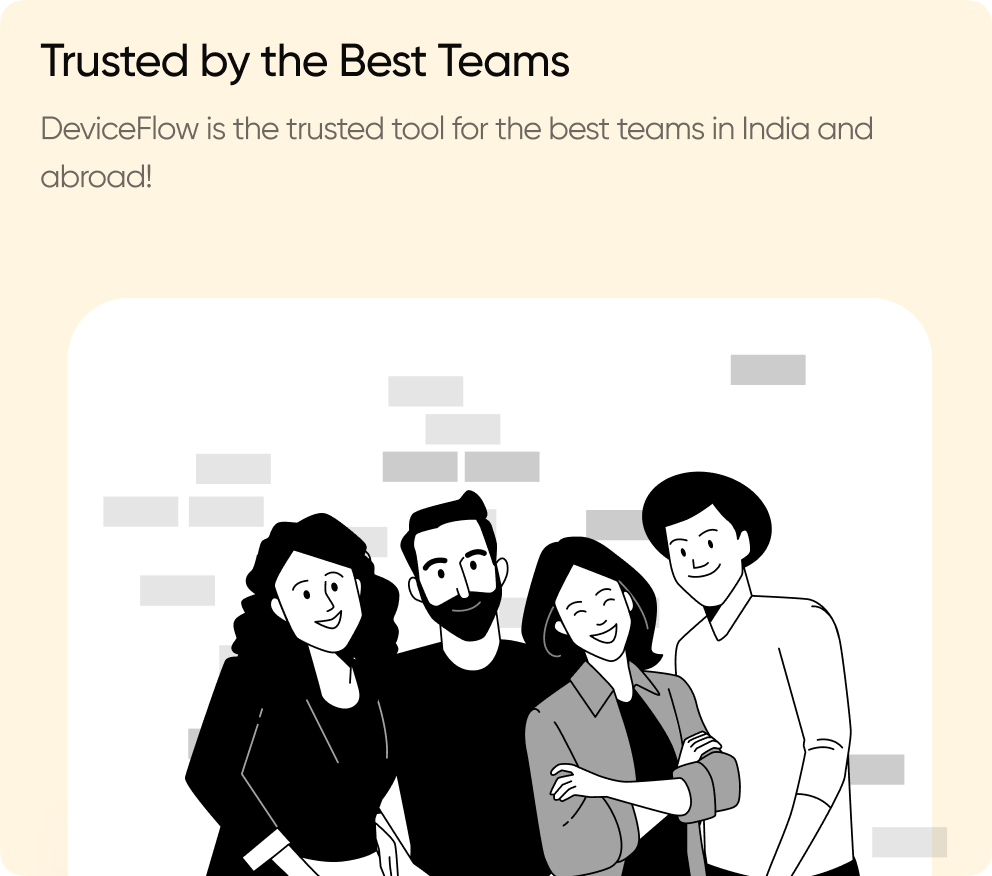 Trusted by the Best Teams
DeviceFlow is the trusted tool for the best teams in India and
abroad!